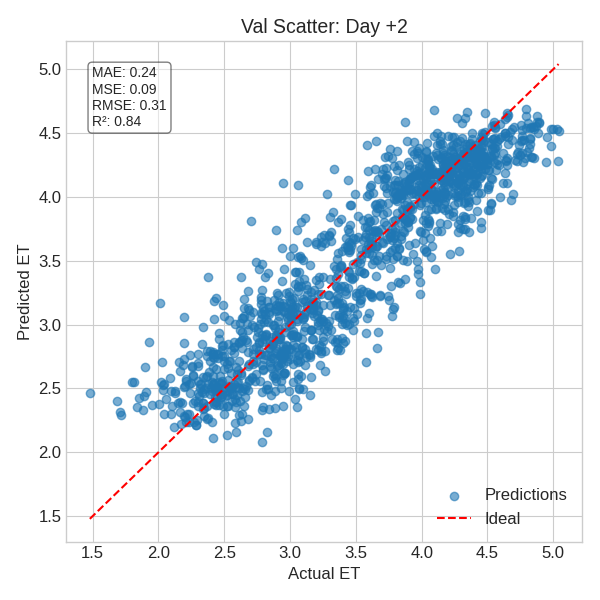 Val Scatter: Day +2
MAE: 0.24
MSE: 0.09
RMSE: 0.31
R²: 0.84
Predicted ET
5.0
4.5
4.0
3.5
3.0
2.5
2.0
1.5
Predictions
Ideal
1.5 2.0 2.5 3.0 3.5 4.0 4.5 5.0
Actual ET